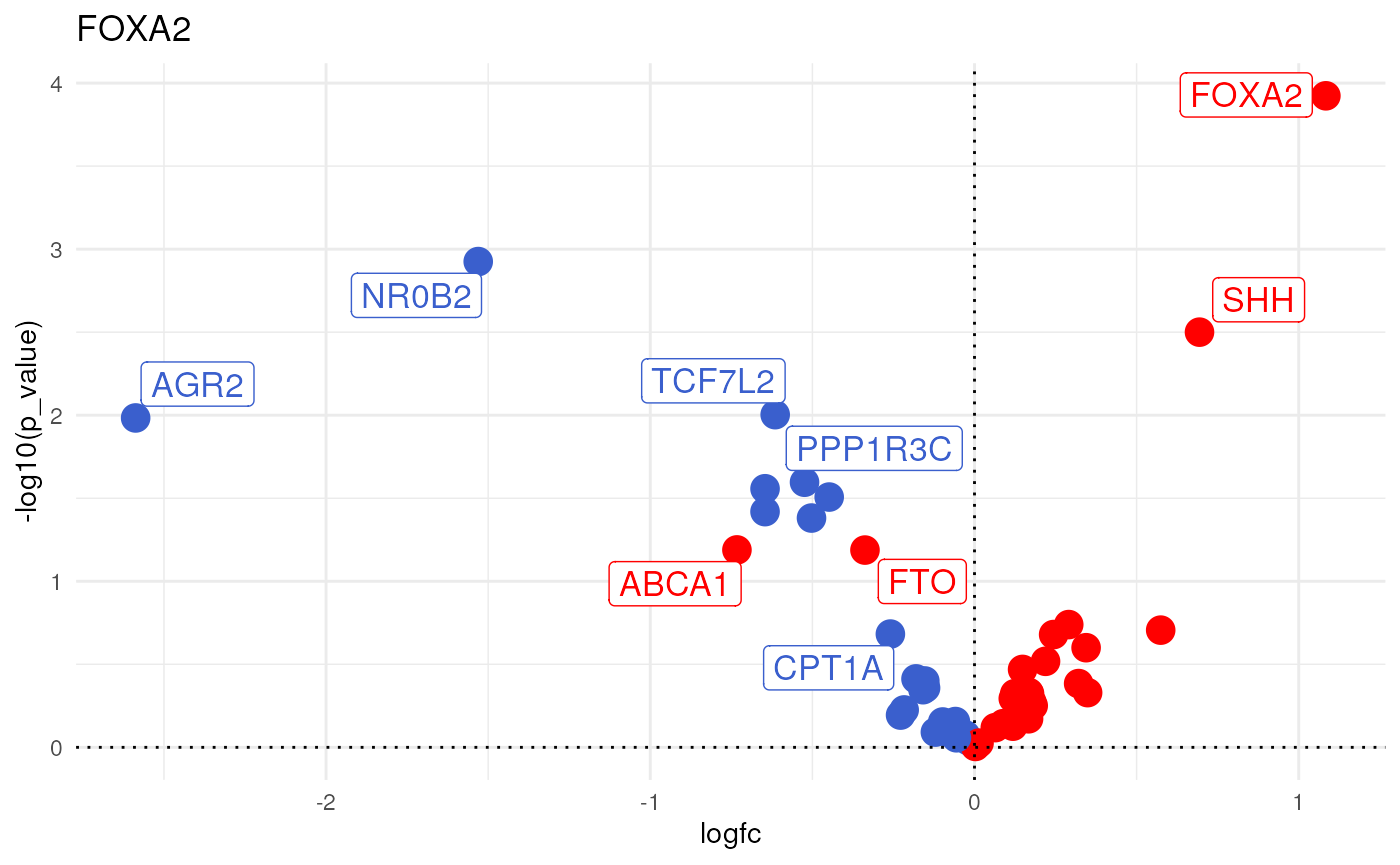 FOXA2
4
3
2
1
0
-log10(p_value)
FOXA2
SHH
NR0B2
AGR2
TCF7L2
PPP1R3C
ABCA1
FTO
CPT1A
-2
-1
0
1
logfc